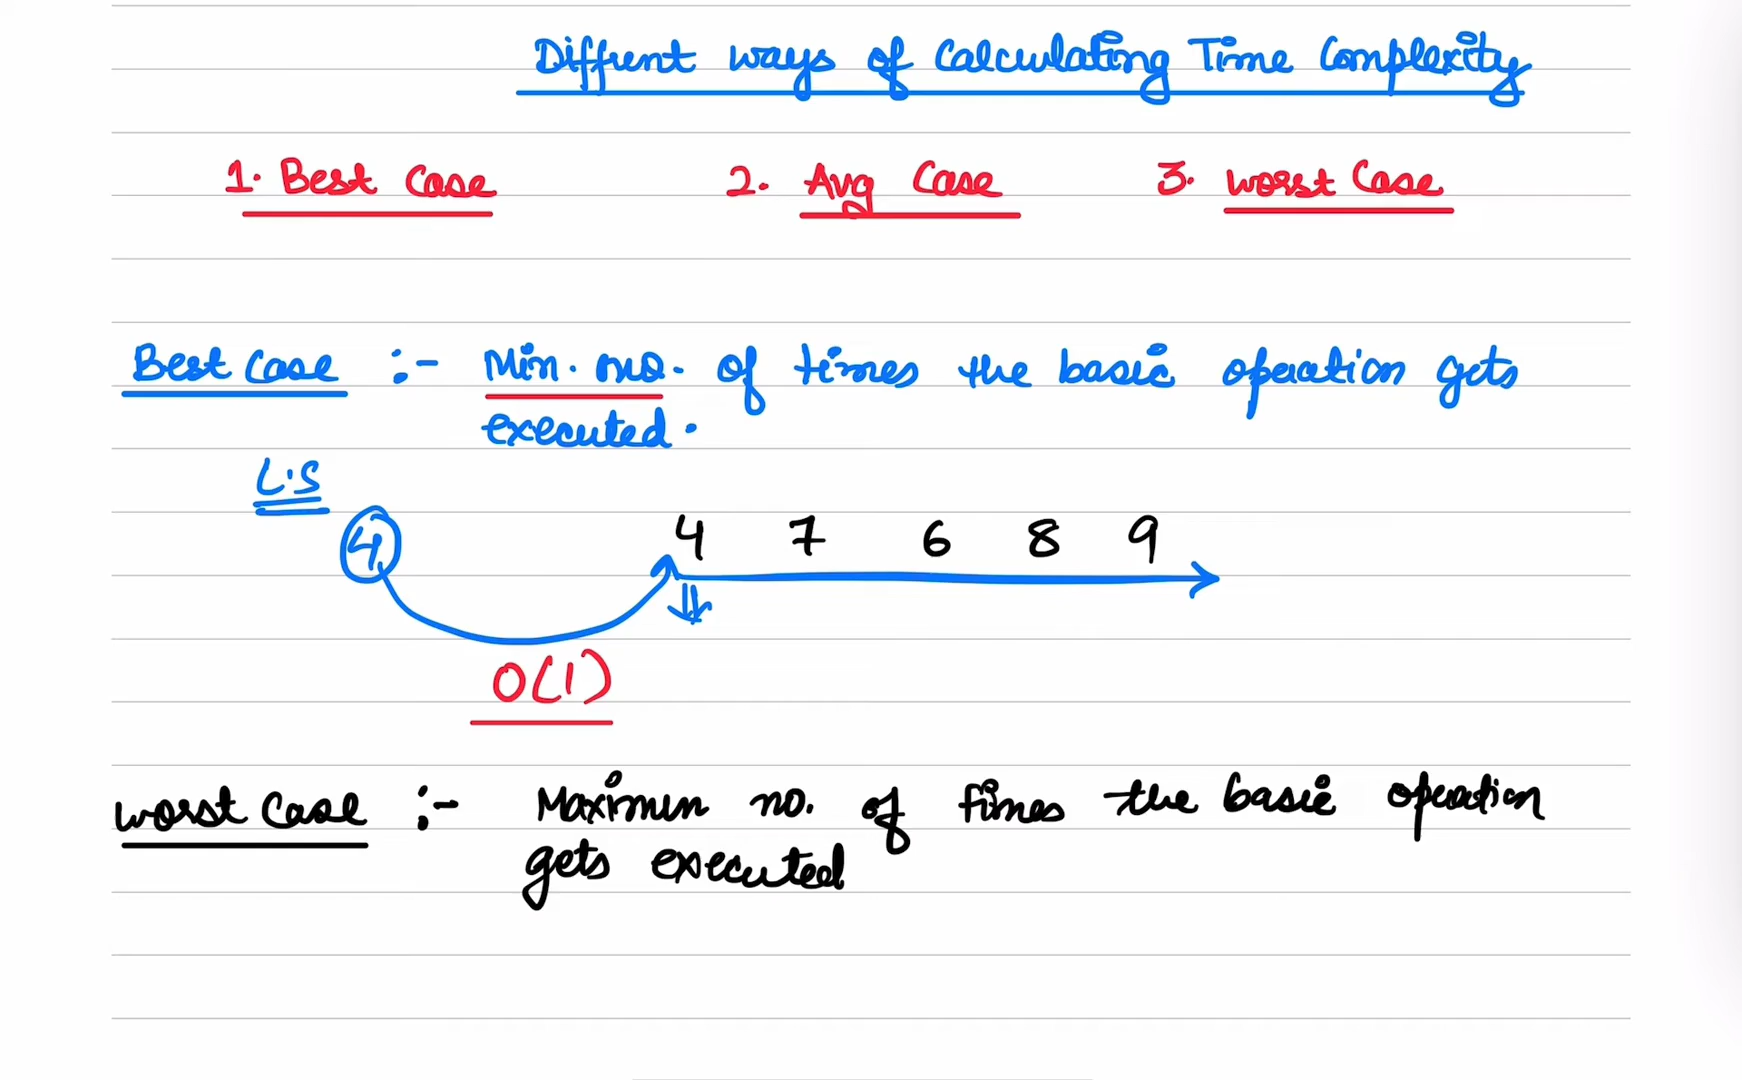 Diffrent ways of Calculating Time Complexity
1. Best Case 2. Avg Case 3. worst Case
Best Case :- Min. no. of times the basic operation gets
executed.
L.S
4 4 7 6 8 9
O(1)
worst Case :- Maximum no. of times the basic operation
gets executed